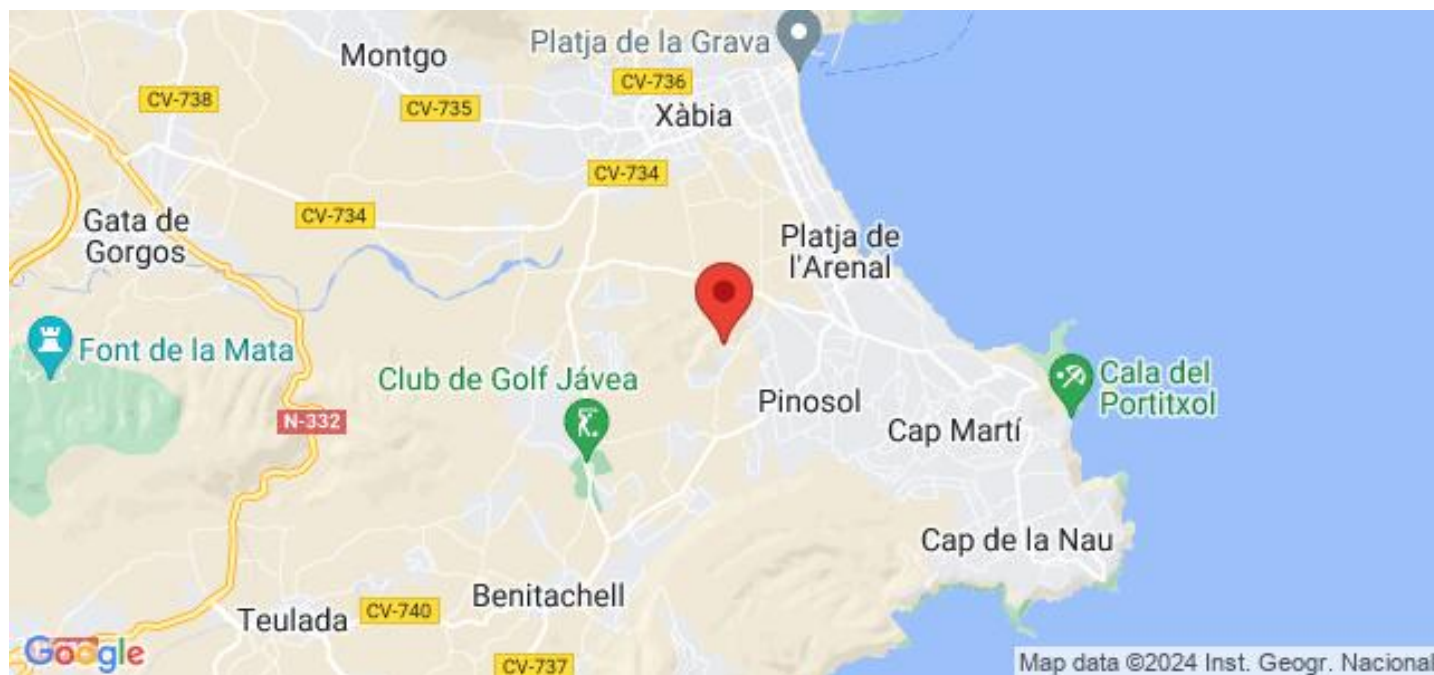 Montgo
Platja de la Grava
CV-736
CV-738
CV-735
Xàbia
CV-734
CV-734
Gata de
Gorgos
Platja de
l'Arenal
Font de la Mata
Club de Golf Jávea
Cala del
Portitxol
Pinosol
N-332
Cap Martí
Cap de la Nau
Benitachell
Teulada
CV-740
Google
CV-737
Map data ©2024 Inst. Geogr. Nacional